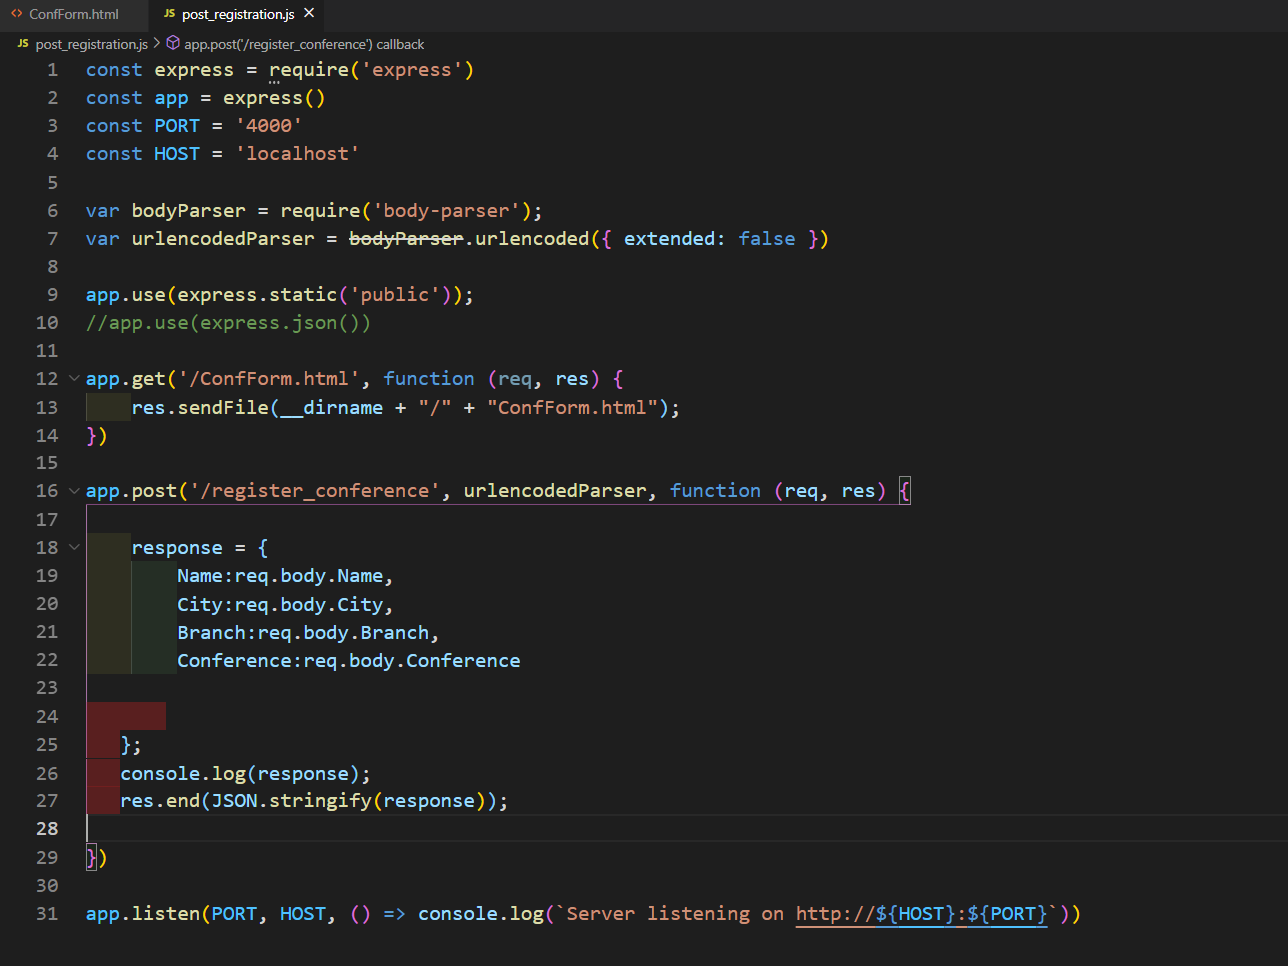 <> ConfForm.html JS post_registration.js ×
JS post_registration.js > app.post('/register_conference') callback
1 const express = require('express')
2 const app = express()
3 const PORT = '4000'
4 const HOST = 'localhost'
5
6 var bodyParser = require('body-parser');
7 var urlencodedParser = bodyParser.urlencoded({ extended: false })
8
9 app.use(express.static('public'));
10 //app.use(express.json())
11
12 app.get('/ConfForm.html', function (req, res) {
13     res.sendFile(__dirname + "/" + "ConfForm.html");
14 })
15
16 app.post('/register_conference', urlencodedParser, function (req, res) {
17
18     response = {
19         Name:req.body.Name,
20         City:req.body.City,
21         Branch:req.body.Branch,
22         Conference:req.body.Conference
23
24
25    };
26    console.log(response);
27    res.end(JSON.stringify(response));
28
29 })
30
31 app.listen(PORT, HOST, () => console.log(`Server listening on http://${HOST}:${PORT}`))